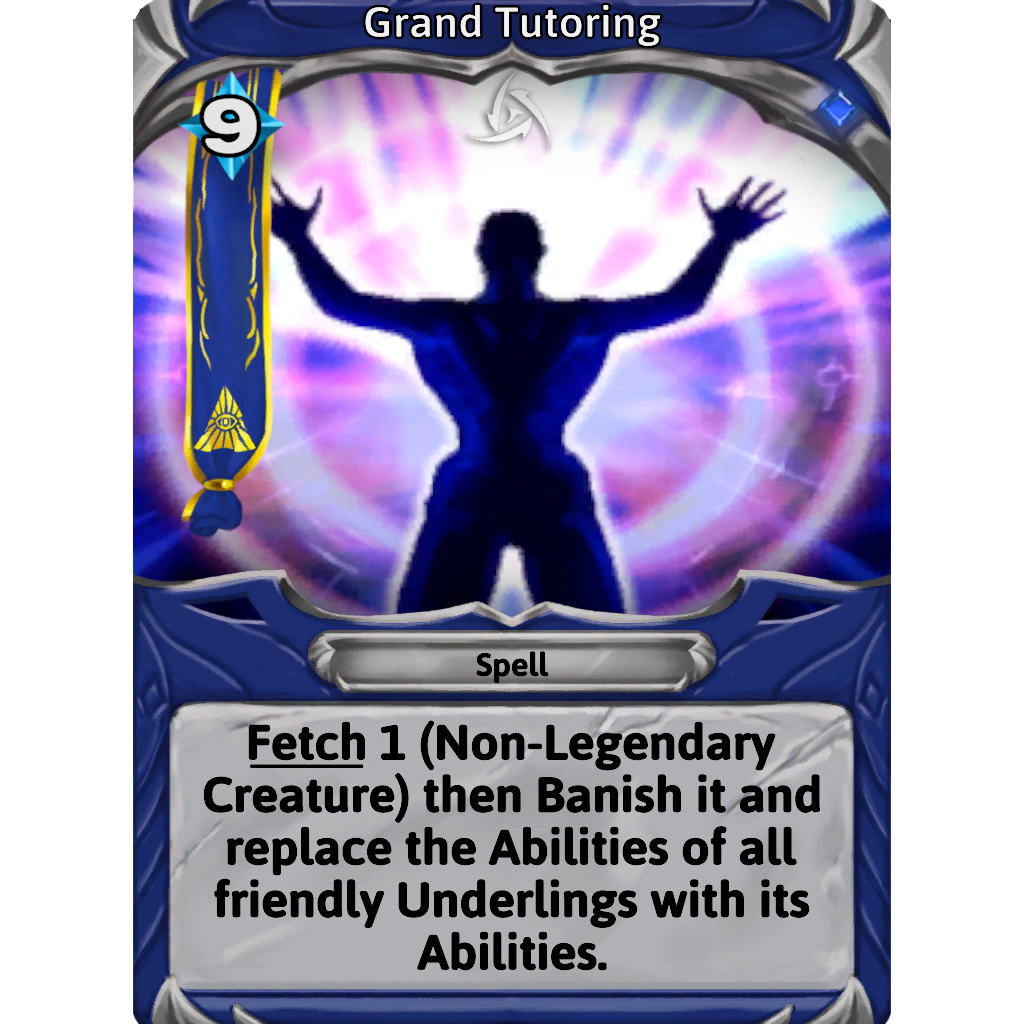 Grand Tutoring
9
Spell
Fetch 1 (Non-Legendary
Creature) then Banish it and
replace the Abilities of all
friendly Underlings with its
Abilities.